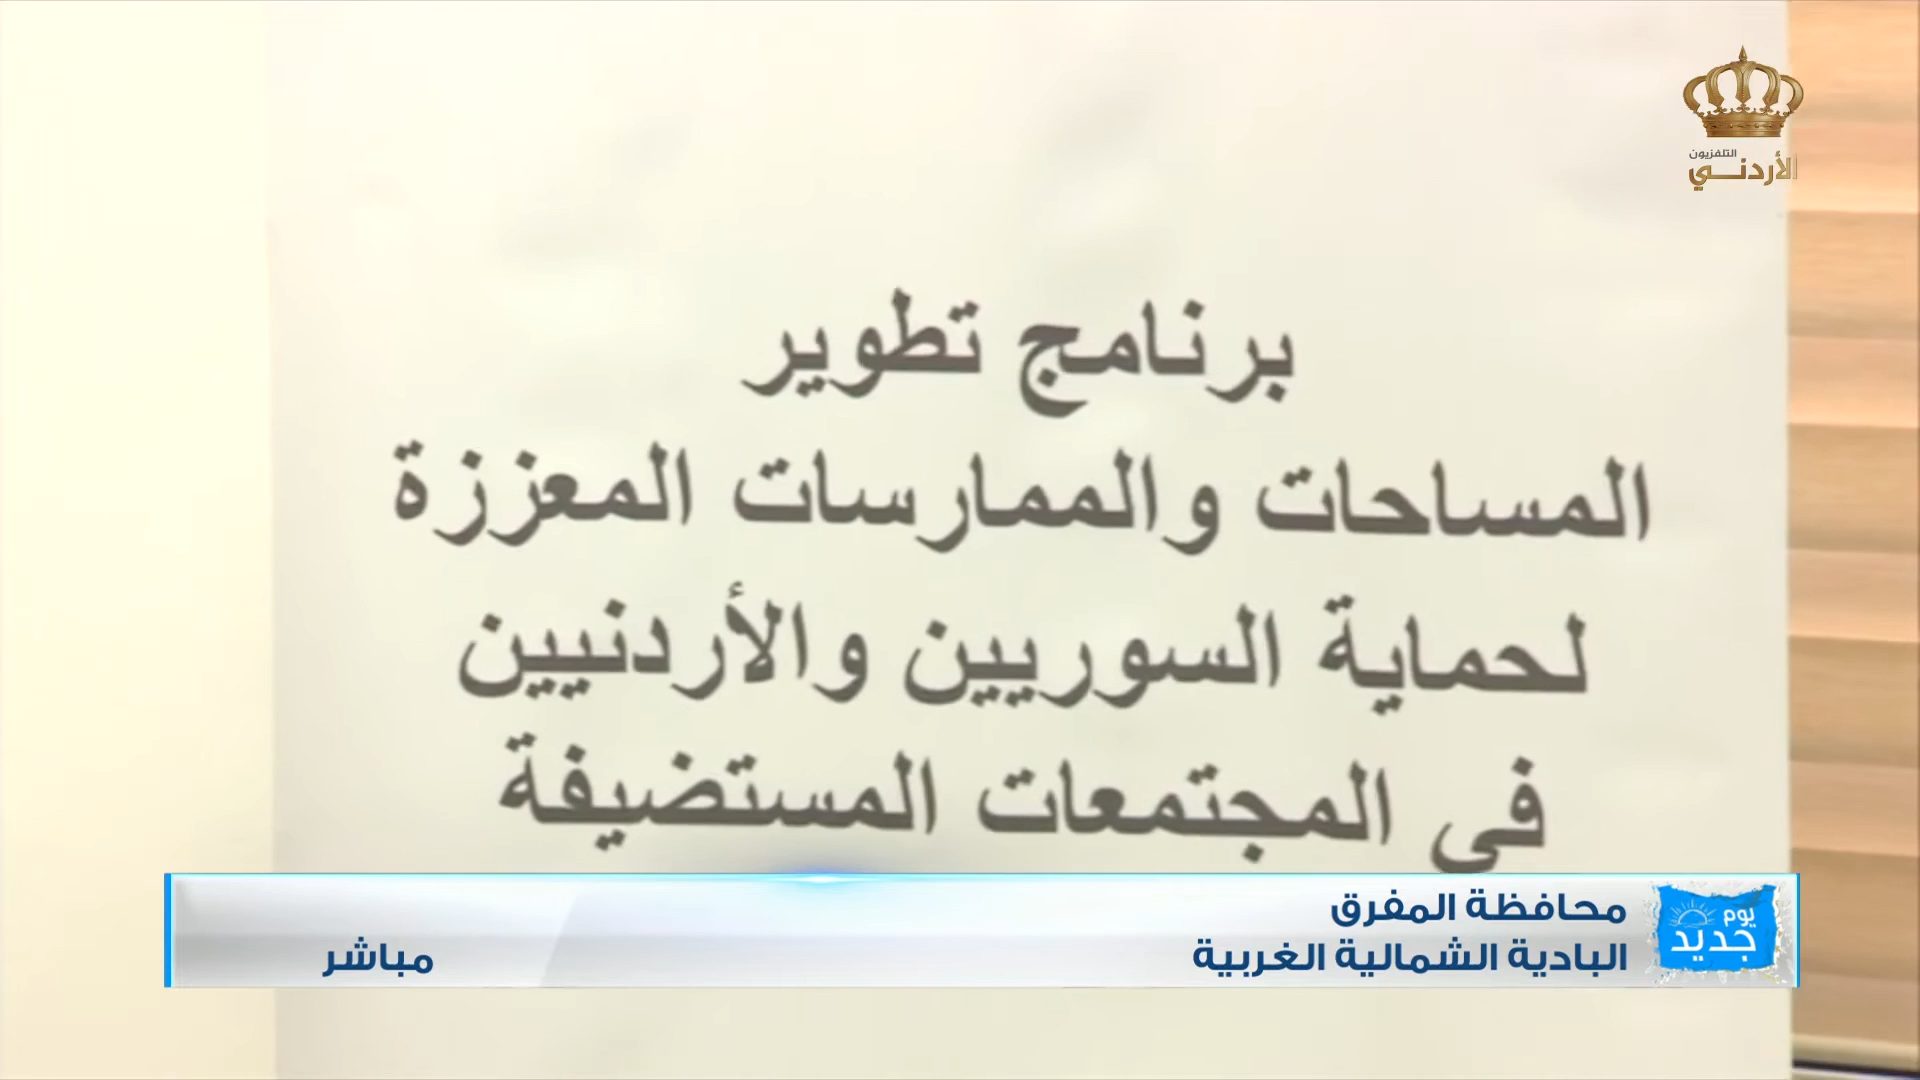 التلفزيون
الأردني
برنامج تطوير
المساحات والممارسات المعززة
لحماية السوريين والأردنيين
في المجتمعات المستضيفة
يوم
جديد
محافظة المفرق
البادية الشمالية الغربية
مباشر